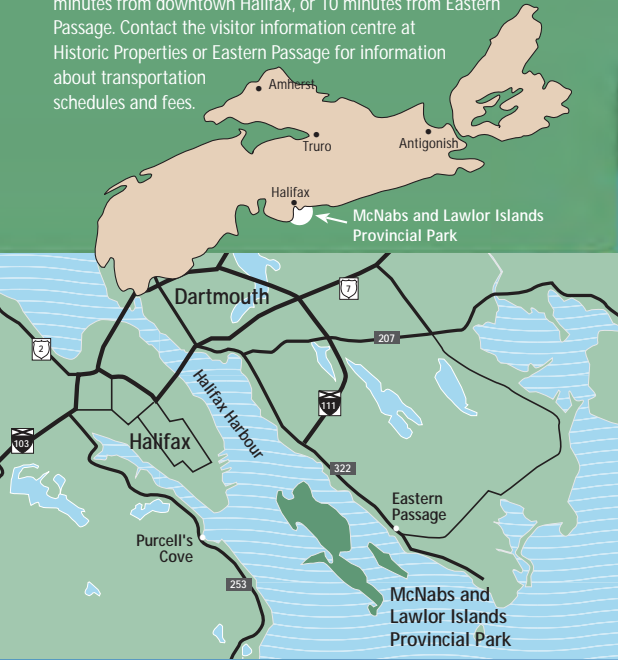 minutes from downtown Halifax, or 10 minutes from Eastern
Passage. Contact the visitor information centre at
Historic Properties or Eastern Passage for information
about transportation
schedules and fees.
Amherst
Truro
Antigonish
Halifax
McNabs and Lawlor Islands
Provincial Park
Dartmouth
7
207
2
Halifax Harbour
111
103
Halifax
322
Eastern
Passage
Purcell's
Cove
253
McNabs and
Lawlor Islands
Provincial Park